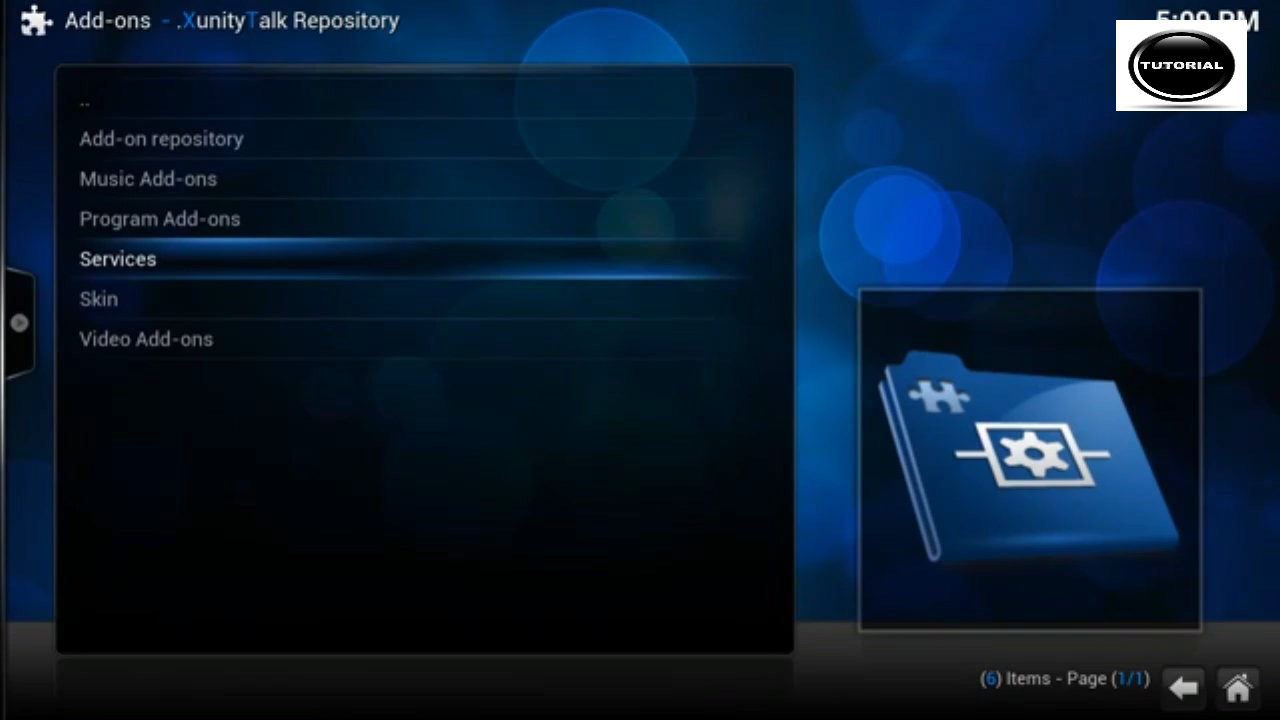 Add-ons - .XunityTalk Repository
5:09 PM
TUTORIAL
..
Add-on repository
Music Add-ons
Program Add-ons
Services
Skin
Video Add-ons
(6) Items - Page (1/1)